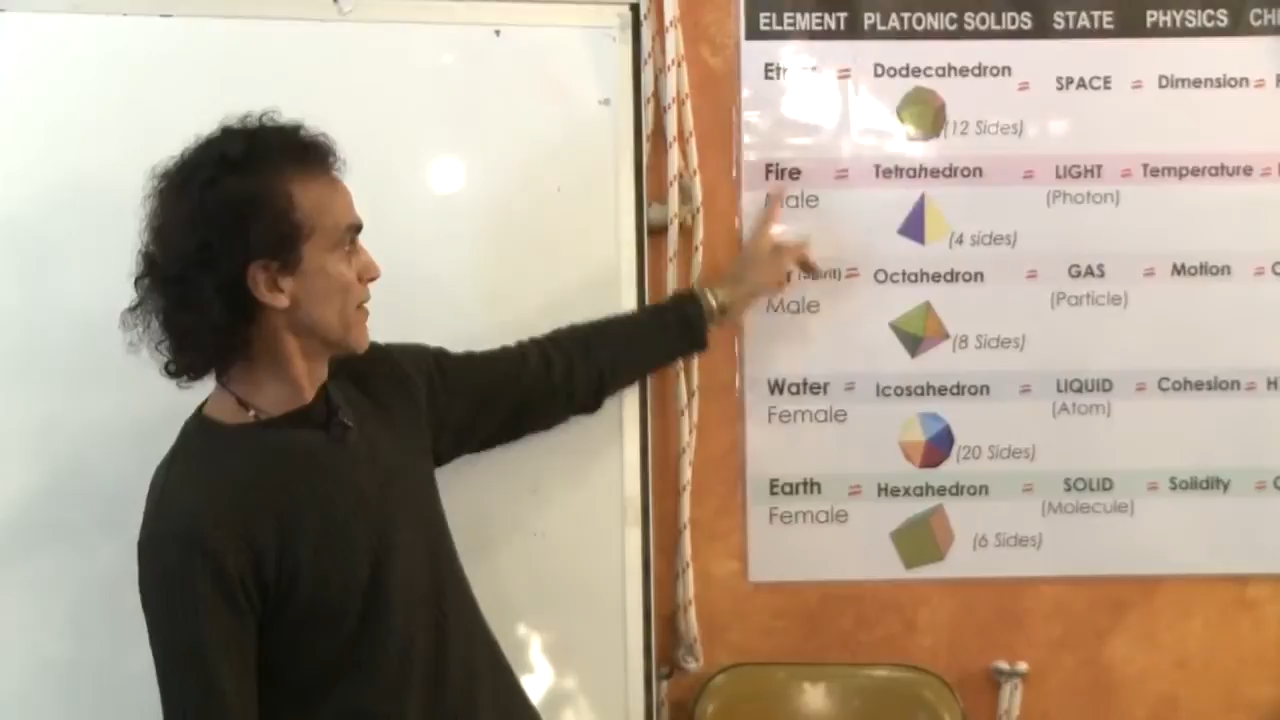 ELEMENT PLATONIC SOLIDS STATE PHYSICS
= Dodecahedron = SPACE = Dimension =
(12 Sides)
Fire = Tetrahedron = LIGHT = Temperature =
Male (Photon)
(4 sides)
= Octahedron = GAS = Motion =
Male (Particle)
(8 Sides)
Water = Icosahedron = LIQUID = Cohesion =
Female (Atom)
(20 Sides)
Earth = Hexahedron = SOLID = Solidity =
Female (Molecule)
(6 Sides)